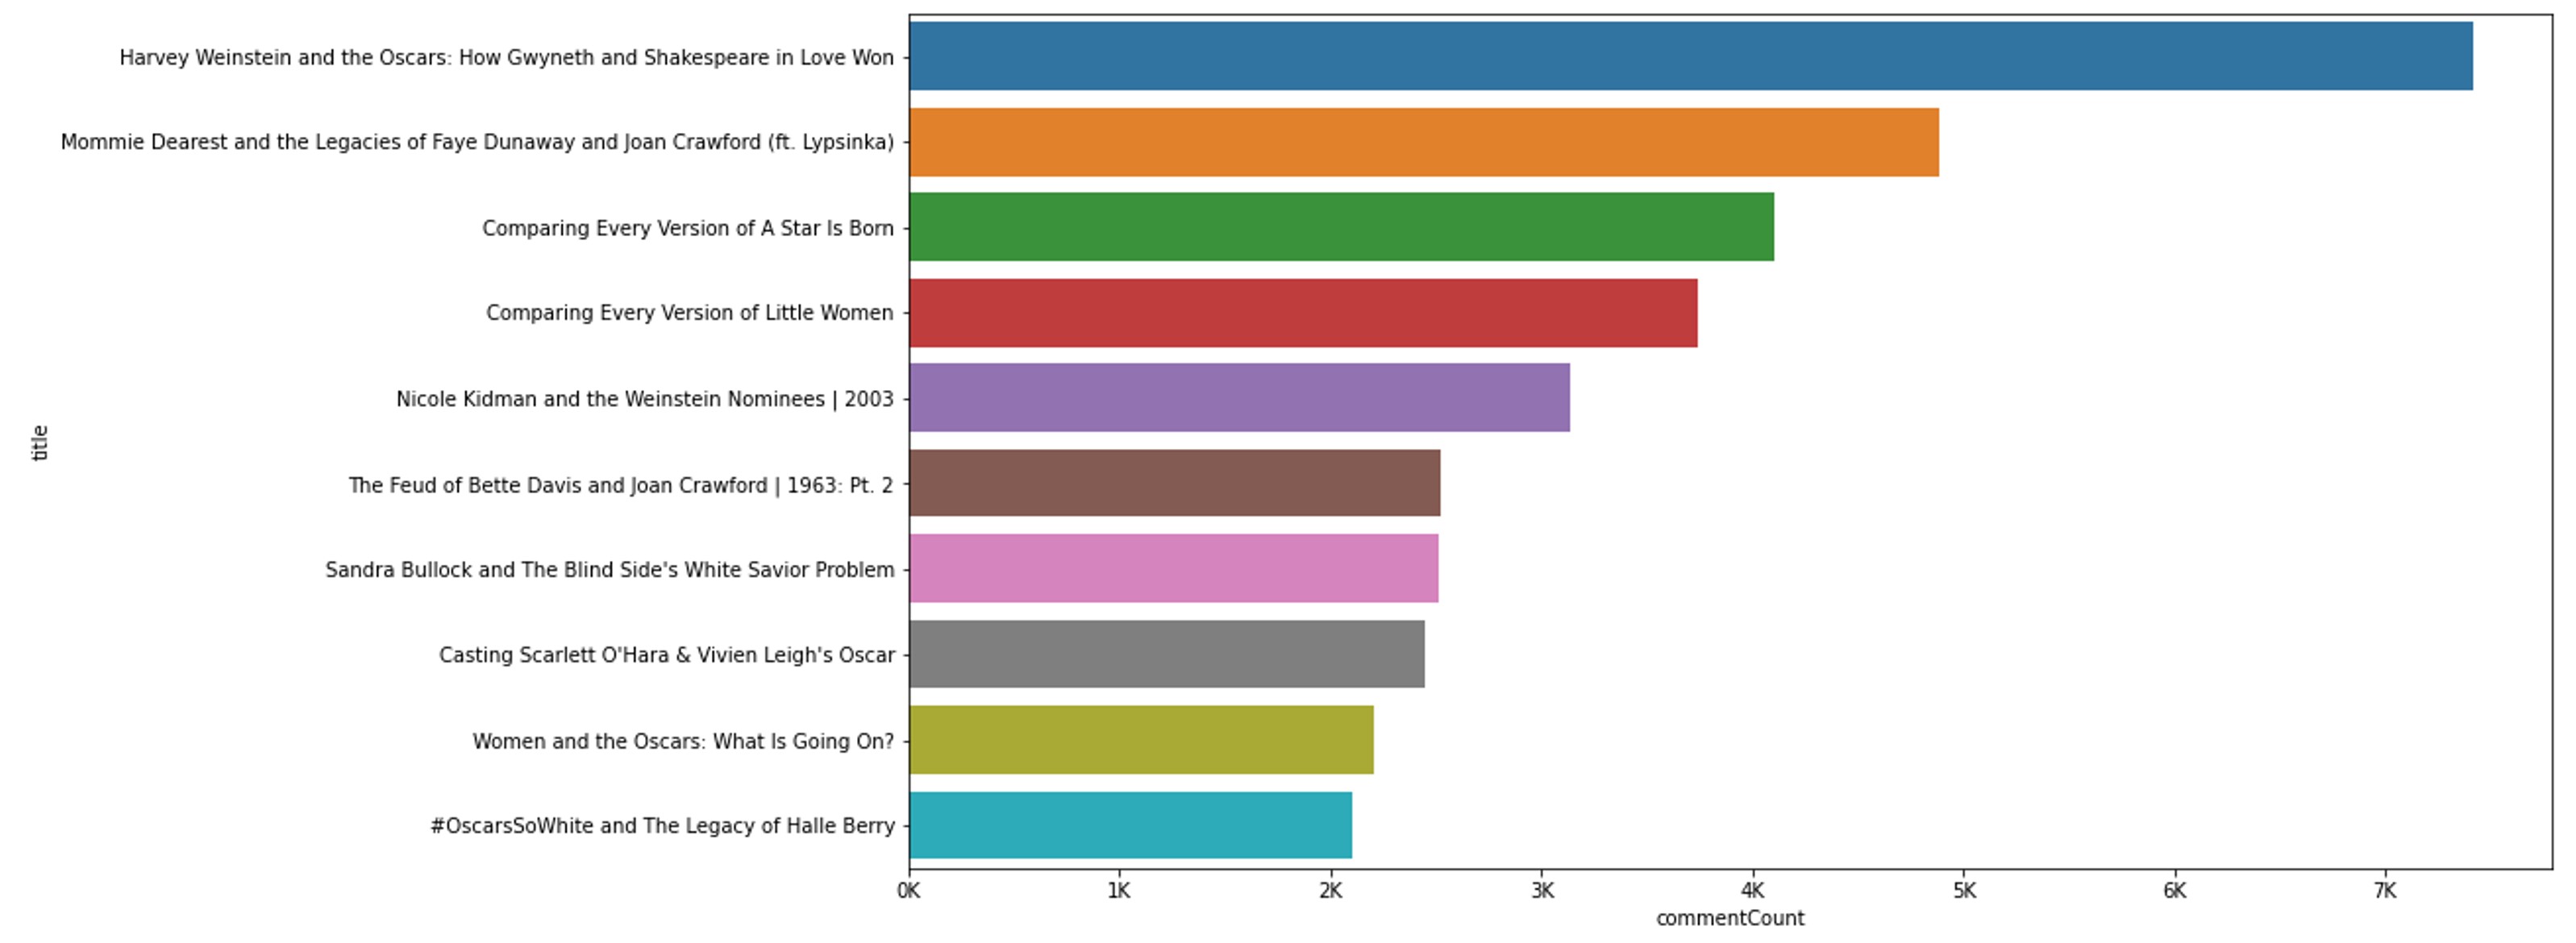 Harvey Weinstein and the Oscars: How Gwyneth and Shakespeare in Love Won
Mommie Dearest and the Legacies of Faye Dunaway and Joan Crawford (ft. Lypsinka)
Comparing Every Version of A Star Is Born
Comparing Every Version of Little Women
Nicole Kidman and the Weinstein Nominees | 2003
The Feud of Bette Davis and Joan Crawford | 1963: Pt. 2
Sandra Bullock and The Blind Side's White Savior Problem
Casting Scarlett O'Hara & Vivien Leigh's Oscar
Women and the Oscars: What Is Going On?
#OscarsSoWhite and The Legacy of Halle Berry
title
0K 1K 2K 3K 4K 5K 6K 7K
commentCount